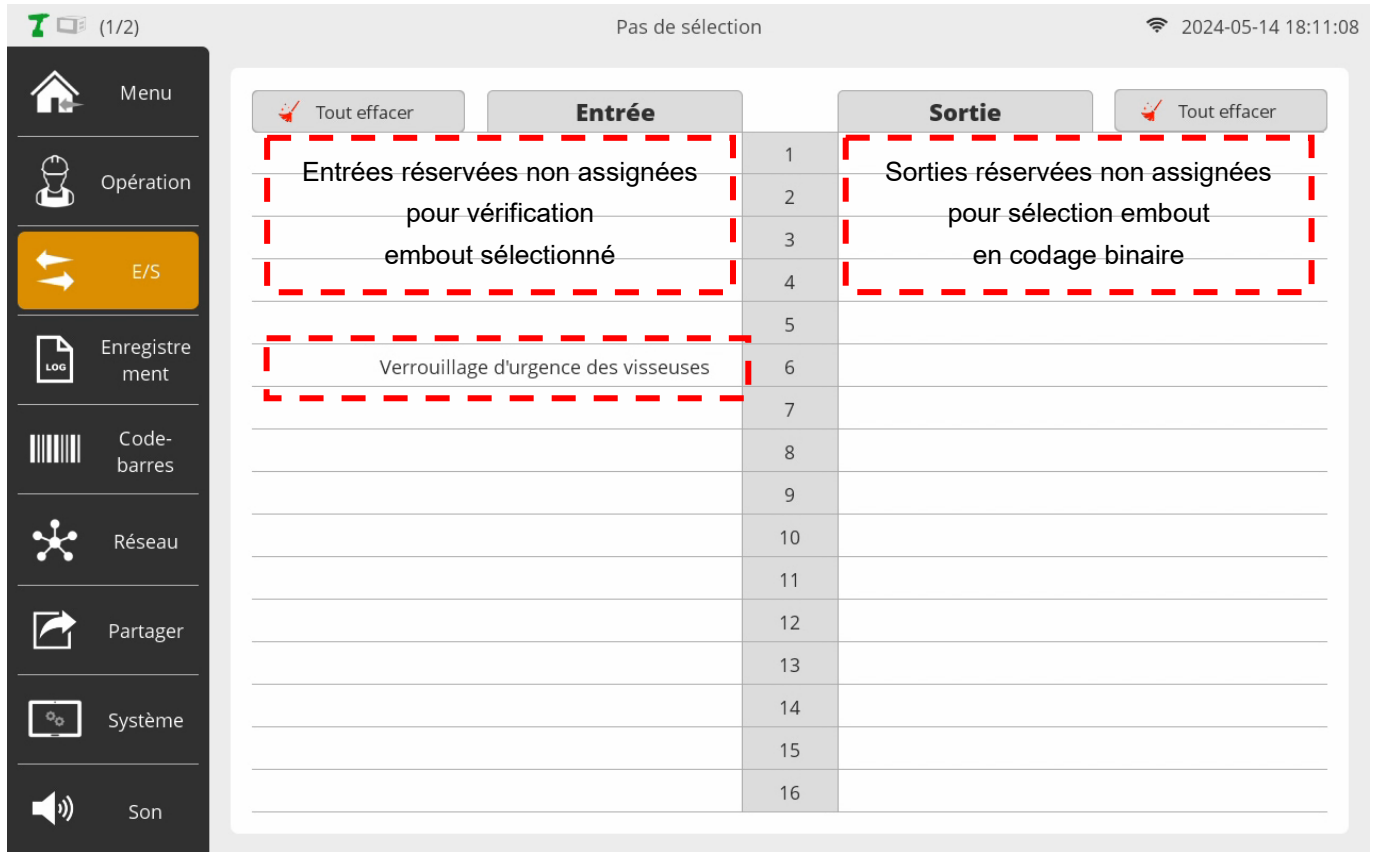 (1/2)
Pas de sélection
2024-05-14 18:11:08
Menu
Opération
E/S
LOG
Enregistre
ment
Code-
barres
Réseau
Partager
Système
Son
Tout effacer
Entrée
Sortie
Tout effacer
Entrées réservées non assignées
pour vérification
embout sélectionné
Sorties réservées non assignées
pour sélection embout
en codage binaire
Verrouillage d'urgence des visseuses
1
2
3
4
5
6
7
8
9
10
11
12
13
14
15
16